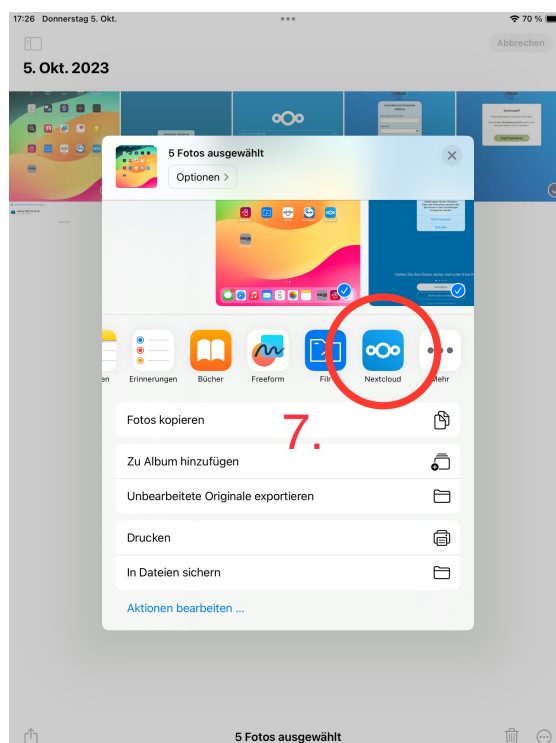 17:26 Donnerstag 5. Okt.
70 %
Abbrechen
5. Okt. 2023
5 Fotos ausgewählt
Optionen
en
Erinnerungen
Bücher
Freeform
Nextcloud
Mehr
Fotos kopieren
7.
Zu Album hinzufügen
Unbearbeitete Originale exportieren
Drucken
In Dateien sichern
Aktionen bearbeiten ...
5 Fotos ausgewählt